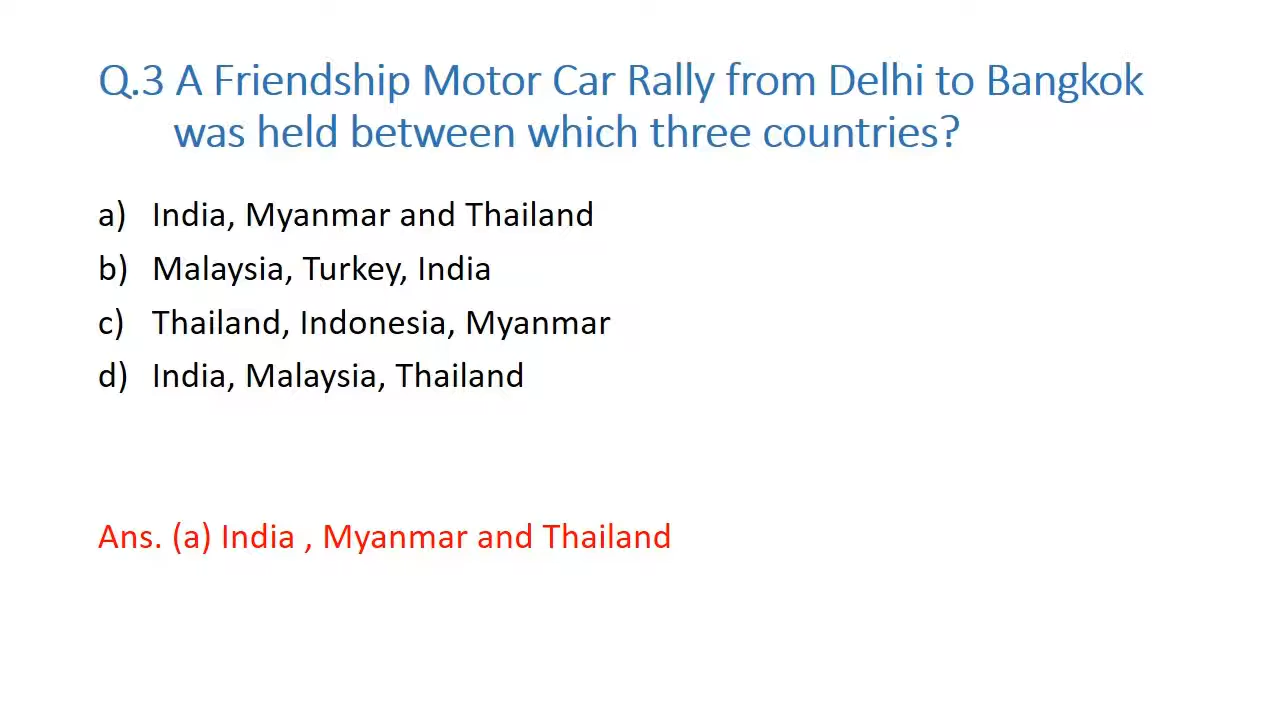 Q.3 A Friendship Motor Car Rally from Delhi to Bangkok
was held between which three countries?
a) India, Myanmar and Thailand
b) Malaysia, Turkey, India
c) Thailand, Indonesia, Myanmar
d) India, Malaysia, Thailand
Ans. (a) India , Myanmar and Thailand